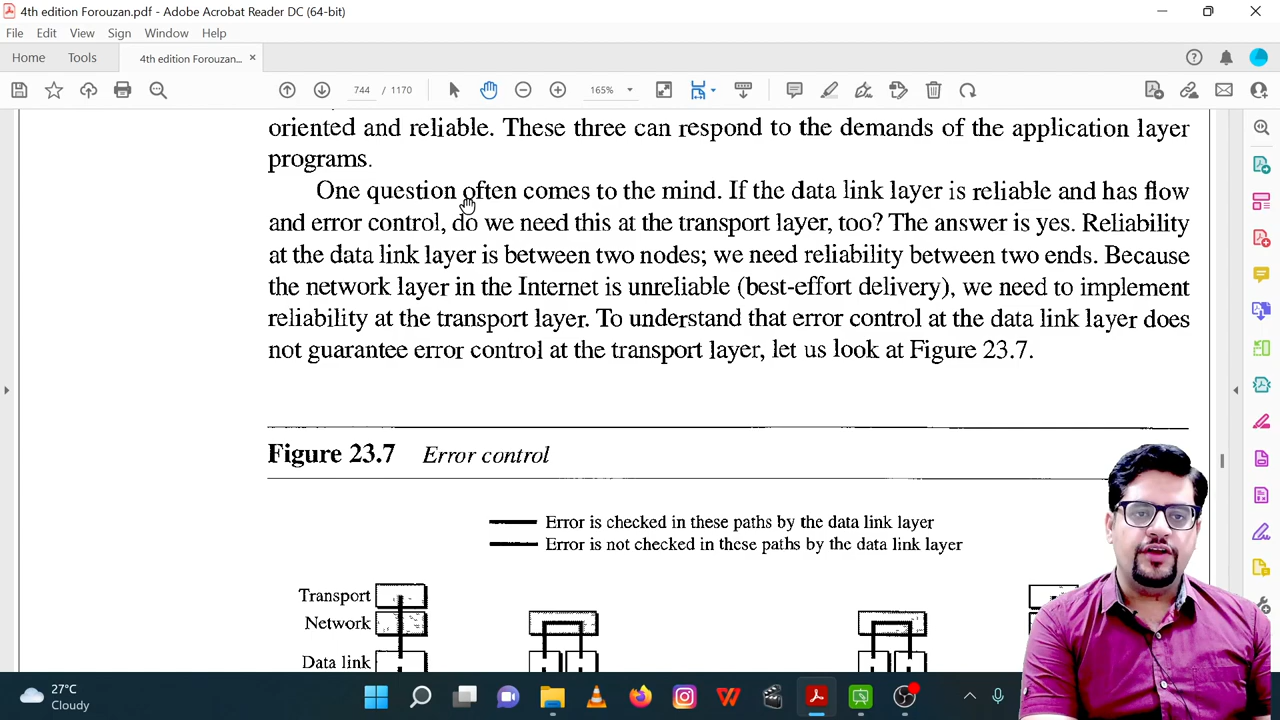 4th edition Forouzan.pdf - Adobe Acrobat Reader DC (64-bit)
File Edit View Sign Window Help
Home Tools 4th edition Forouzan... ×
744 / 1170 165%
oriented and reliable. These three can respond to the demands of the application layer
programs.
One question often comes to the mind. If the data link layer is reliable and has flow
and error control, do we need this at the transport layer, too? The answer is yes. Reliability
at the data link layer is between two nodes; we need reliability between two ends. Because
the network layer in the Internet is unreliable (best-effort delivery), we need to implement
reliability at the transport layer. To understand that error control at the data link layer does
not guarantee error control at the transport layer, let us look at Figure 23.7.
Figure 23.7 Error control
Error is checked in these paths by the data link layer
Error is not checked in these paths by the data link layer
Transport
Network
Data link
27°C
Cloudy